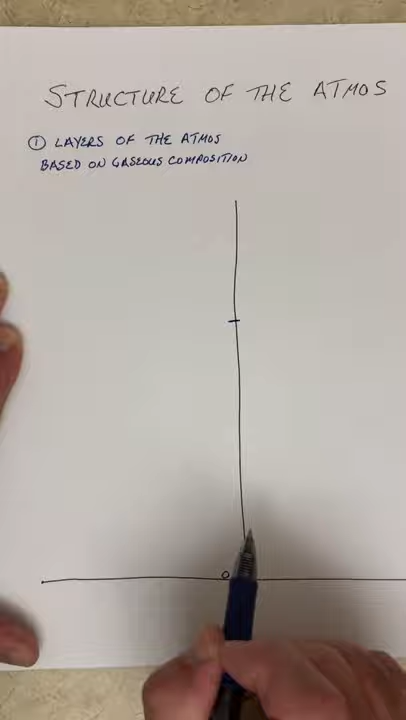 STRUCTURE OF THE ATMOS
① LAYERS OF THE ATMOS
BASED ON GASEOUS COMPOSITION
0